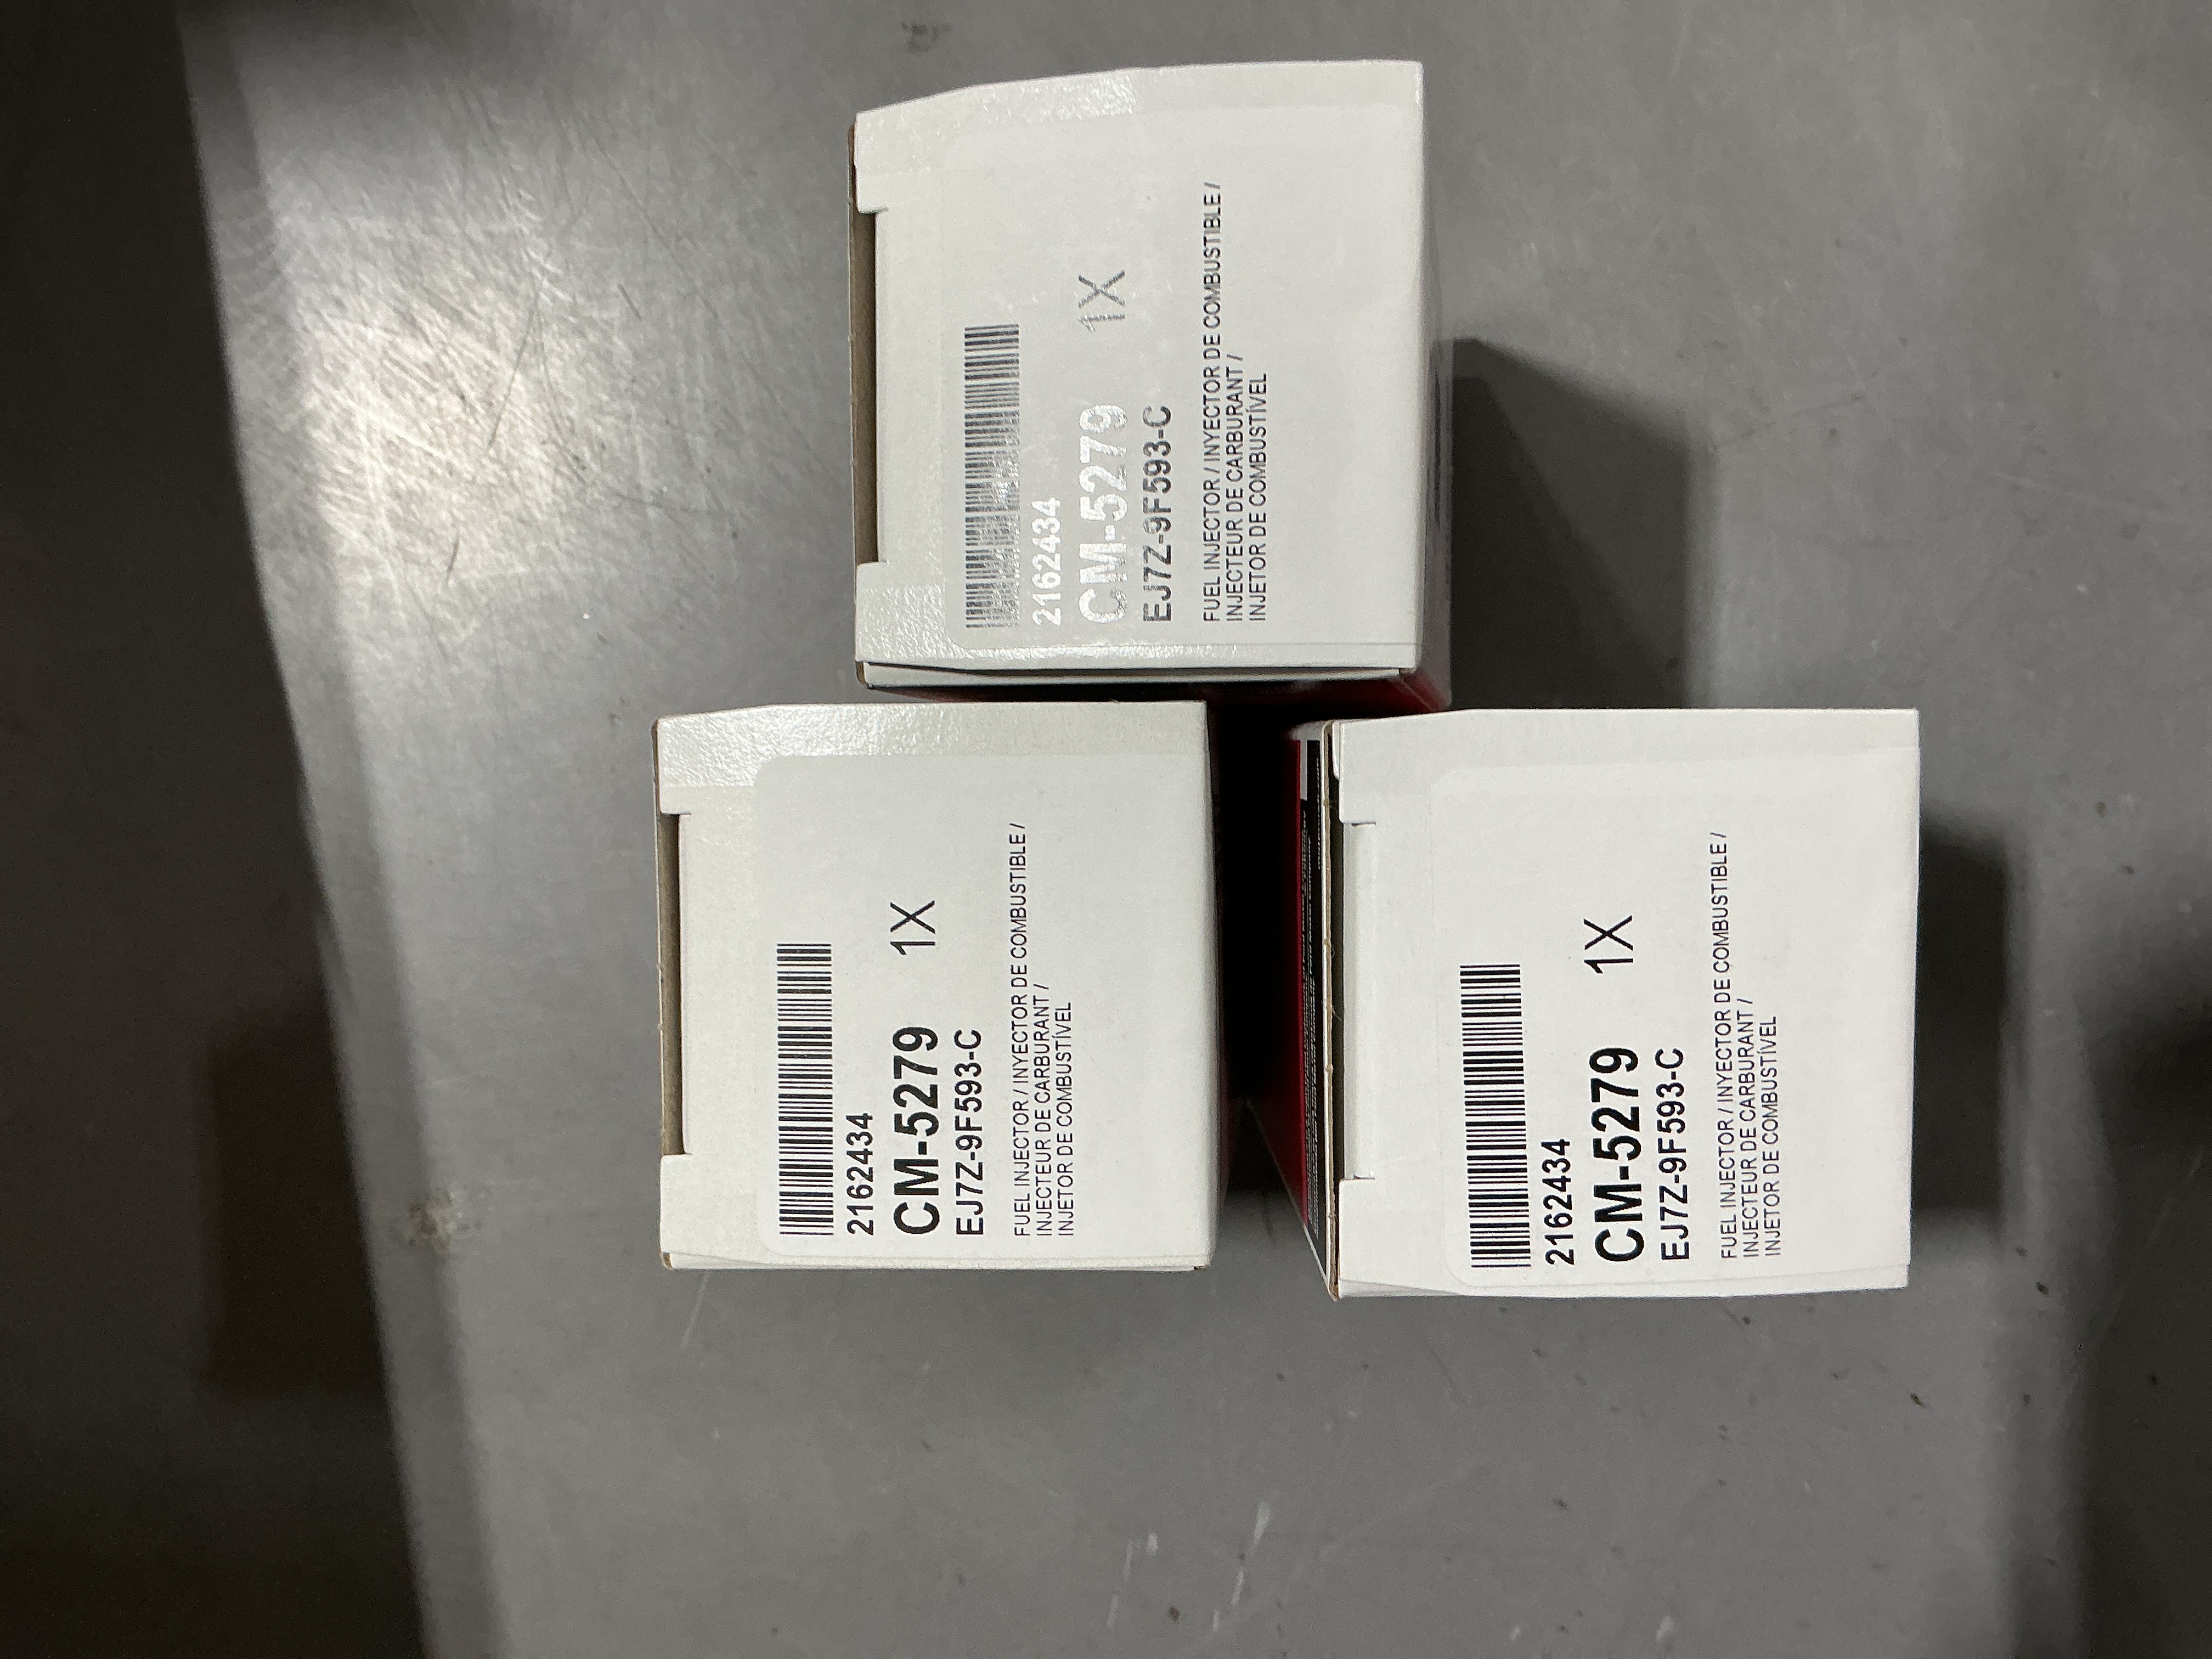 2162434
CM-5279 1X
EJ7Z-9F593-C
FUEL INJECTOR / INYECTOR DE COMBUSTIBLE /
INJECTEUR DE CARBURANT /
INJETOR DE COMBUSTÍVEL
2162434
CM-5279 1X
EJ7Z-9F593-C
FUEL INJECTOR / INYECTOR DE COMBUSTIBLE /
INJECTEUR DE CARBURANT /
INJETOR DE COMBUSTÍVEL
2162434
CM-5279 1X
EJ7Z-9F593-C
FUEL INJECTOR / INYECTOR DE COMBUSTIBLE /
INJECTEUR DE CARBURANT /
INJETOR DE COMBUSTÍVEL